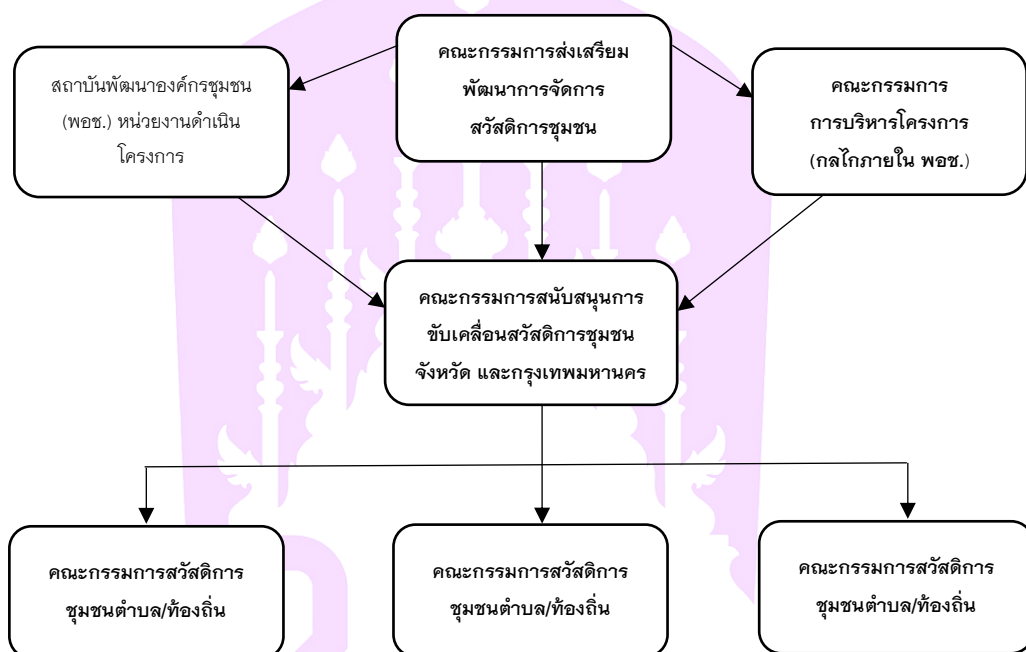 คณะกรรมการส่งเสริม
พัฒนาการจัดการ
สวัสดิการชุมชน
สถาบันพัฒนาองค์กรชุมชน
(พอช.) หน่วยงานดำเนิน
โครงการ
คณะกรรมการ
การบริหารโครงการ
(กลไกภายใน พอช.)
คณะกรรมการสนับสนุนการ
ขับเคลื่อนสวัสดิการชุมชน
จังหวัด และกรุงเทพมหานคร
คณะกรรมการสวัสดิการ
ชุมชนตำบล/ท้องถิ่น
คณะกรรมการสวัสดิการ
ชุมชนตำบล/ท้องถิ่น
คณะกรรมการสวัสดิการ
ชุมชนตำบล/ท้องถิ่น